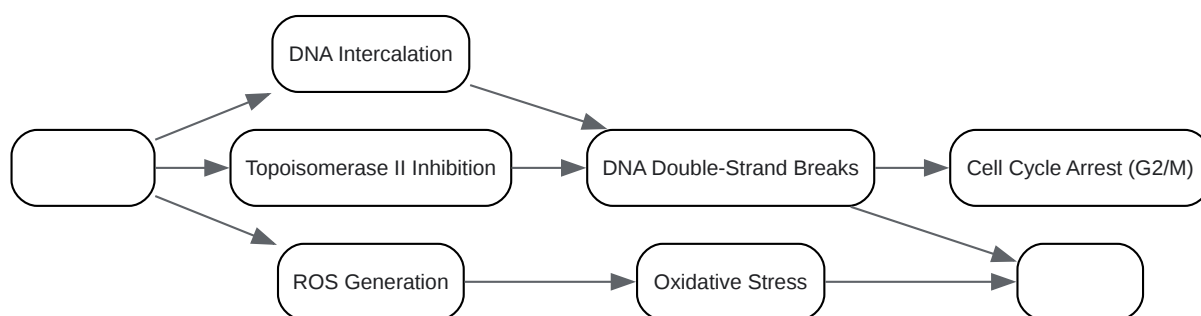 DNA Intercalation
Topoisomerase II Inhibition
DNA Double-Strand Breaks
Cell Cycle Arrest (G2/M)
ROS Generation
Oxidative Stress